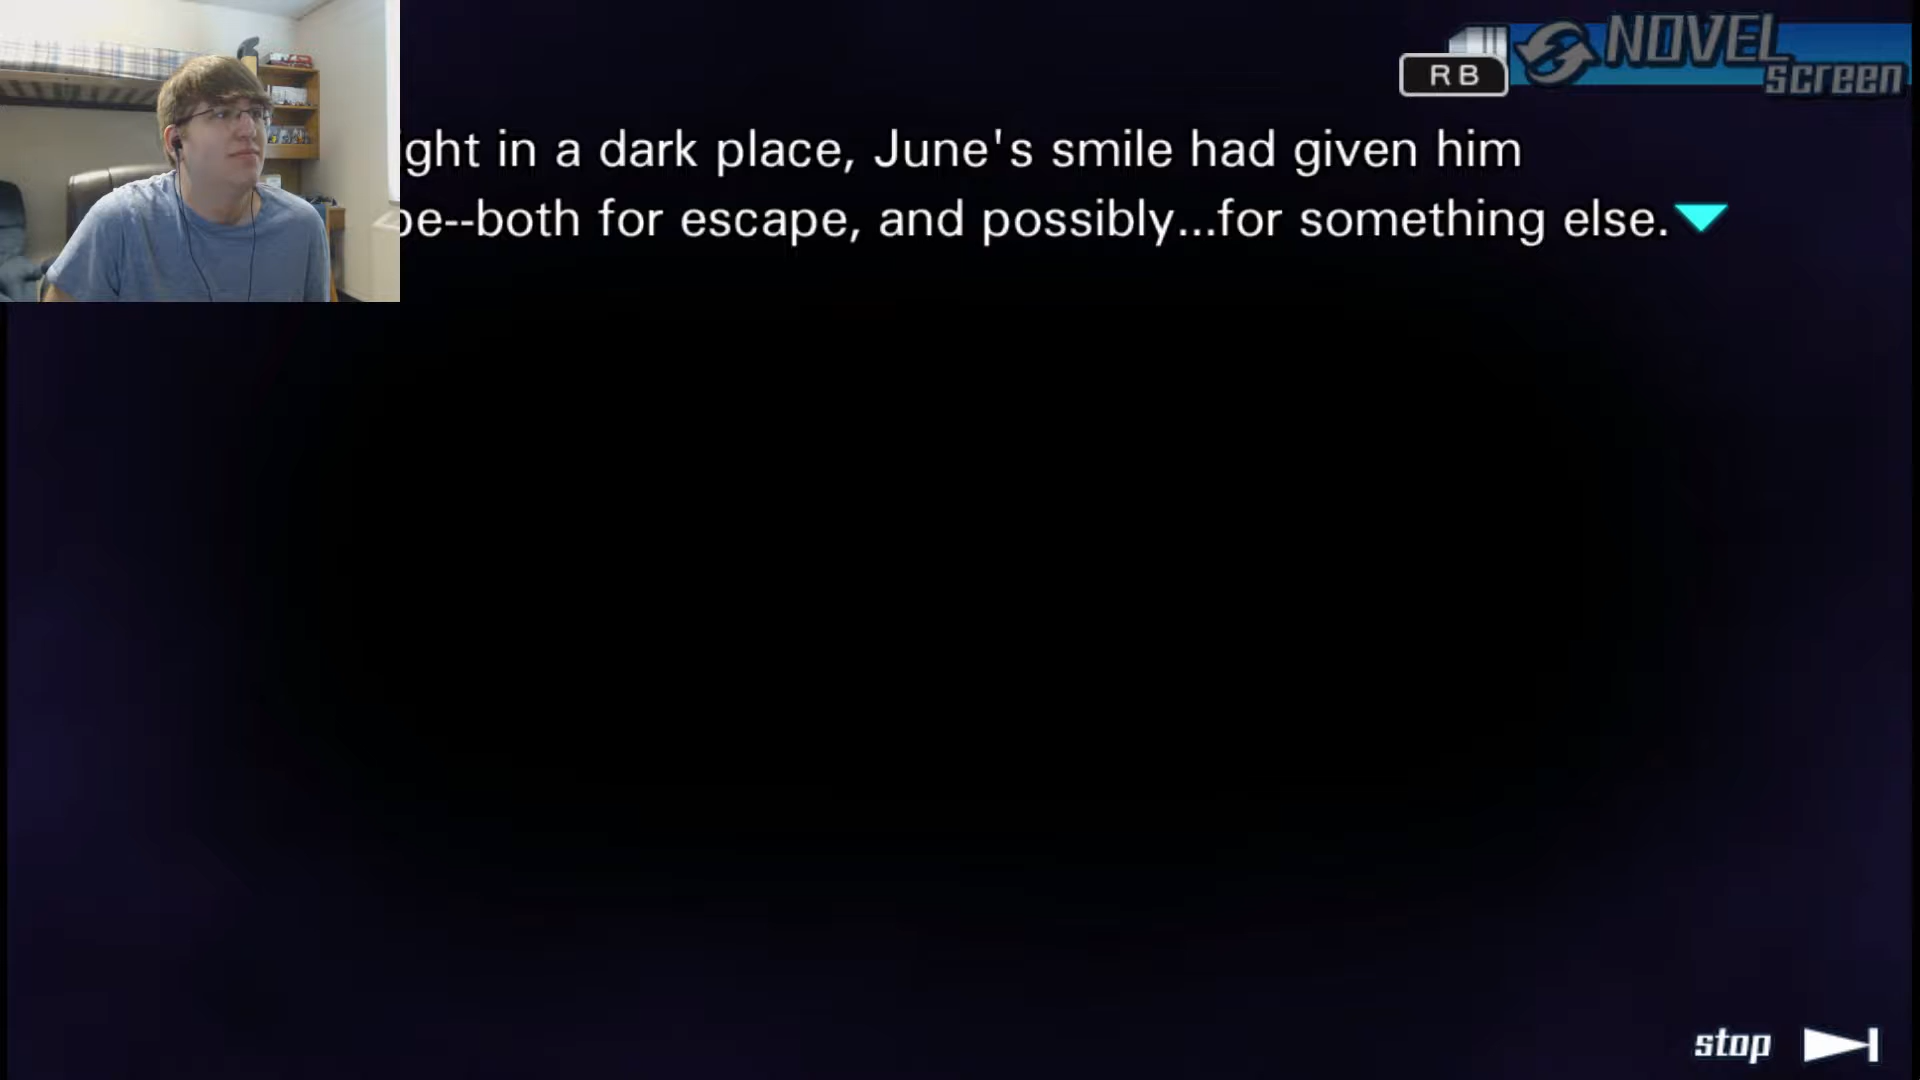 RB NOVEL
screen
in a dark place, June's smile had given him
both for escape, and possibly...for something else.
stop